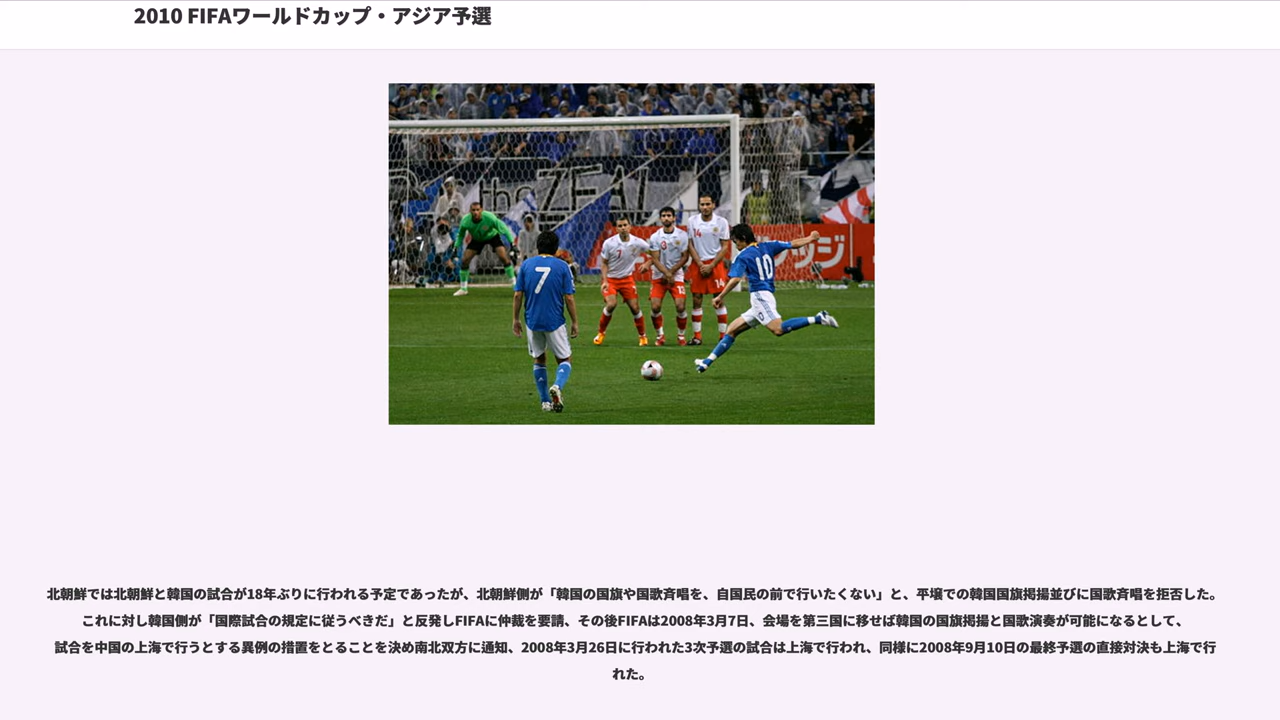 2010 FIFAワールドカップ・アジア予選
the ZEAL
7
7
13
13
14
14
10
10
ッジ
北朝鮮では北朝鮮と韓国の試合が18年ぶりに行われる予定であったが、北朝鮮側が「韓国の国旗や国歌斉唱を、自国民の前で行いたくない」と、平壌での韓国国旗掲揚並びに国歌斉唱を拒否した。
これに対し韓国側が「国際試合の規定に従うべきだ」と反発しFIFAに仲裁を要請、その後FIFAは2008年3月7日、会場を第三国に移せば韓国の国旗掲揚と国歌演奏が可能になるとして、
試合を中国の上海で行うとする異例の措置をとることを決め南北双方に通知、2008年3月26日に行われた3次予選の試合は上海で行われ、同様に2008年9月10日の最終予選の直接対決も上海で行
れた。